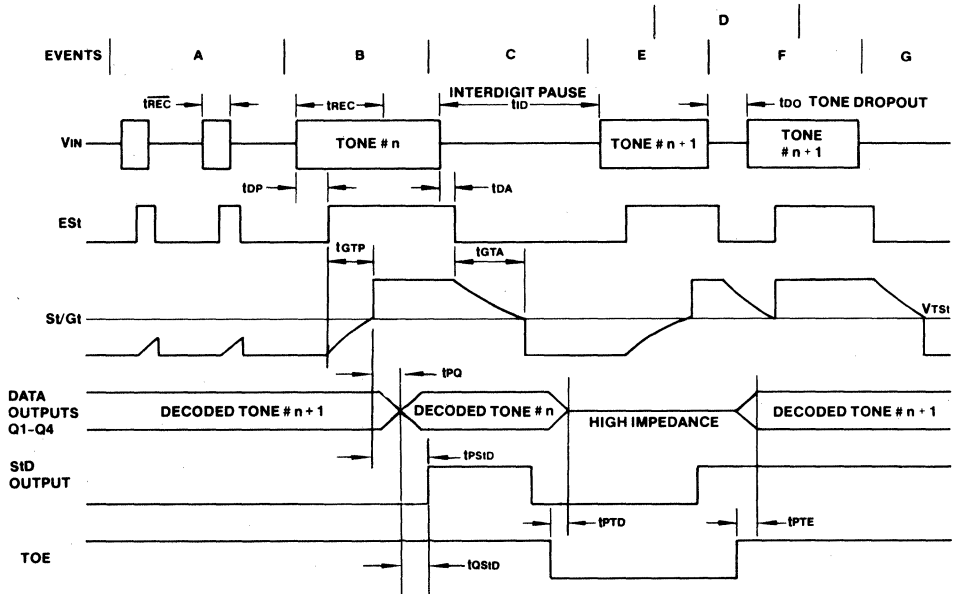 D
EVENTS A B C E F G
INTERDIGIT PAUSE
tREC tREC tID tDO TONE DROPOUT
VIN TONE # n TONE # n + 1 TONE
# n + 1
tDP tDA
ESt
tGTP tGTA
St/Gt VTSt
tPQ
DATA
OUTPUTS
Q1-Q4
DECODED TONE # n + 1 DECODED TONE # n HIGH IMPEDANCE DECODED TONE # n + 1
StD
OUTPUT
tPStD
tPTD tPTE
TOE
tQStD